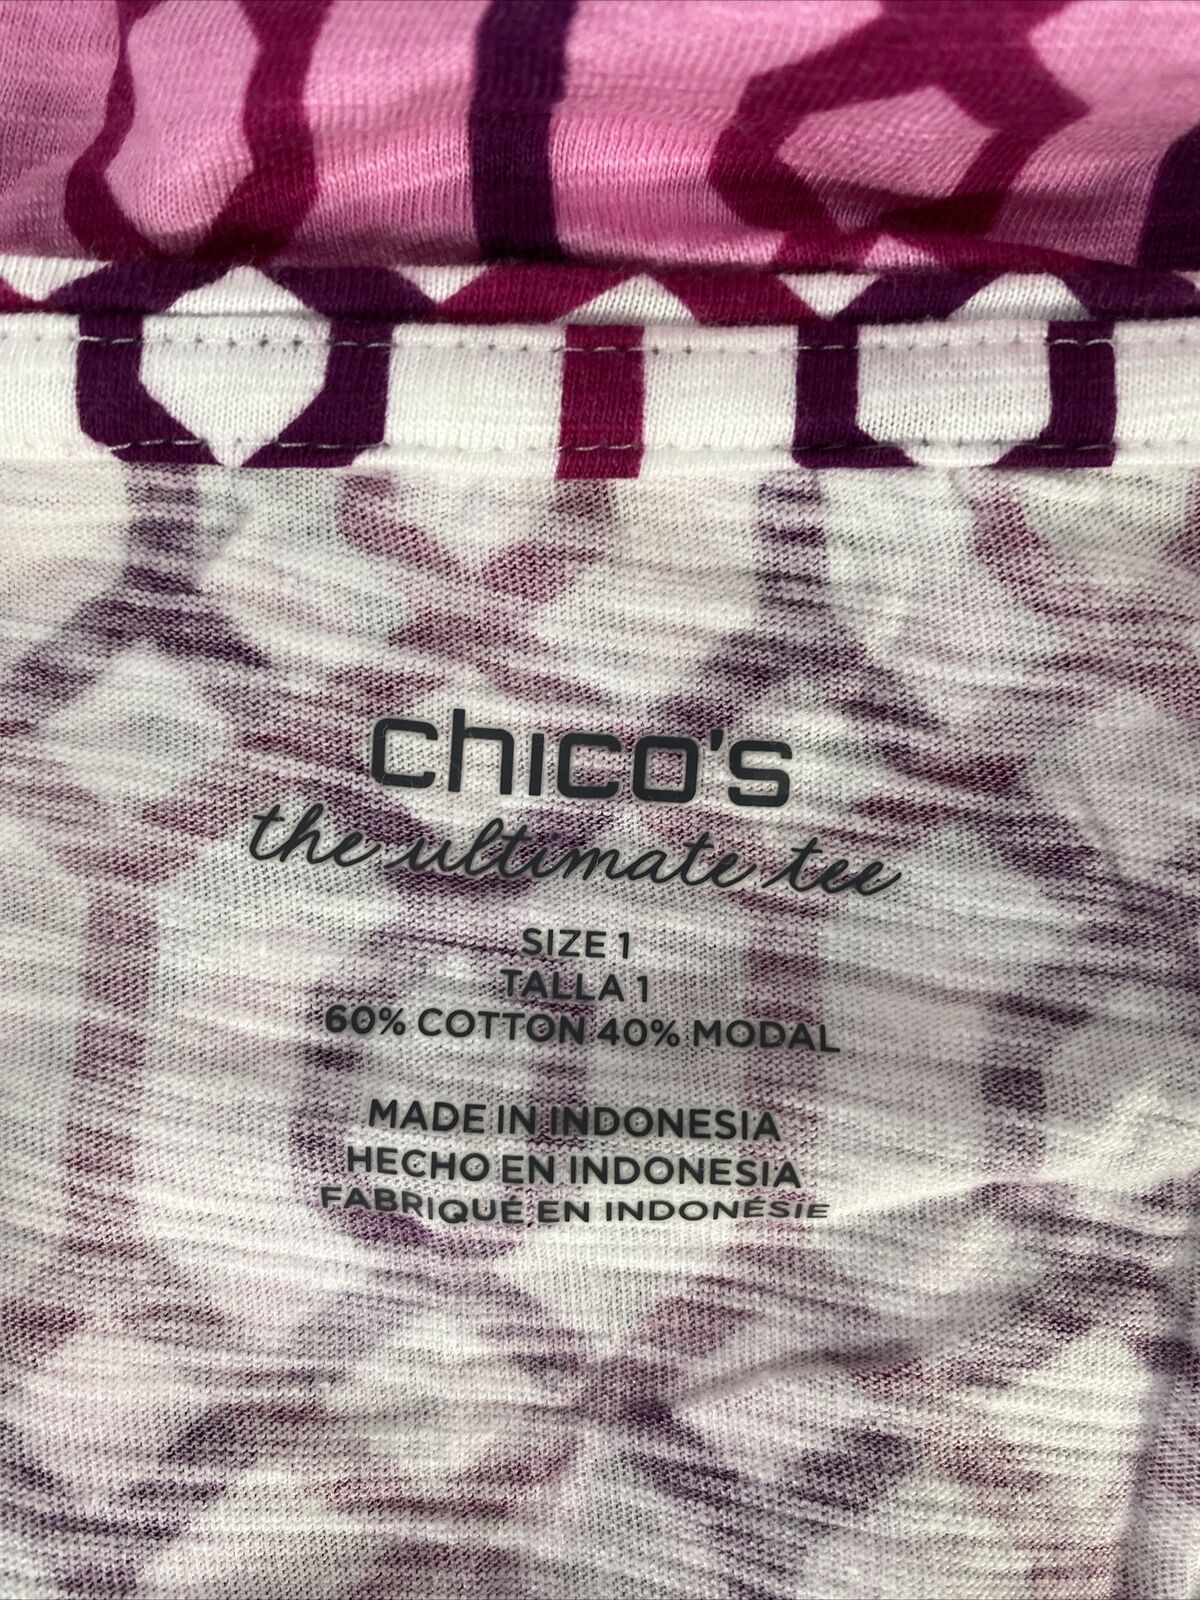 chico's
the ultimate tee
SIZE 1
TALLA 1
60% COTTON 40% MODAL
MADE IN INDONESIA
HECHO EN INDONESIA
FABRIQUÉ EN INDONÉSIE